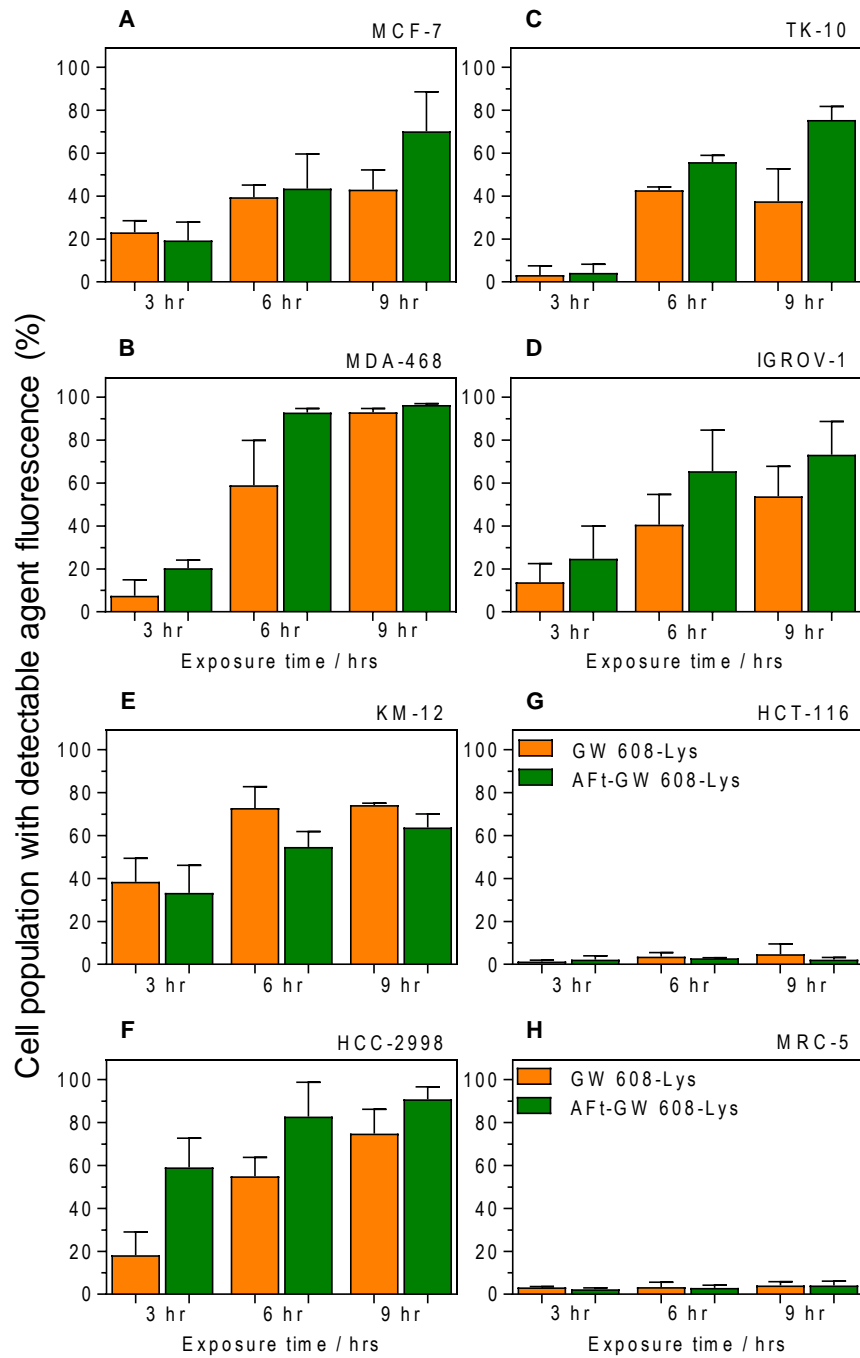 Cell population with detectable agent fluorescence (%)
A
MCF-7
100
80
60
40
20
0
3 hr
6 hr
9 hr
C
TK-10
100
80
60
40
20
0
3 hr
6 hr
9 hr
B
MDA-468
100
80
60
40
20
0
3 hr
6 hr
9 hr
Exposure time / hrs
D
IGROV-1
100
80
60
40
20
0
3 hr
6 hr
9 hr
Exposure time / hrs
E
KM-12
100
80
60
40
20
0
3 hr
6 hr
9 hr
G
HCT-116
GW 608-Lys
AFt-GW 608-Lys
100
80
60
40
20
0
3 hr
6 hr
9 hr
F
HCC-2998
100
80
60
40
20
0
3 hr
6 hr
9 hr
Exposure time / hrs
H
MRC-5
GW 608-Lys
AFt-GW 608-Lys
100
80
60
40
20
0
3 hr
6 hr
9 hr
Exposure time / hrs